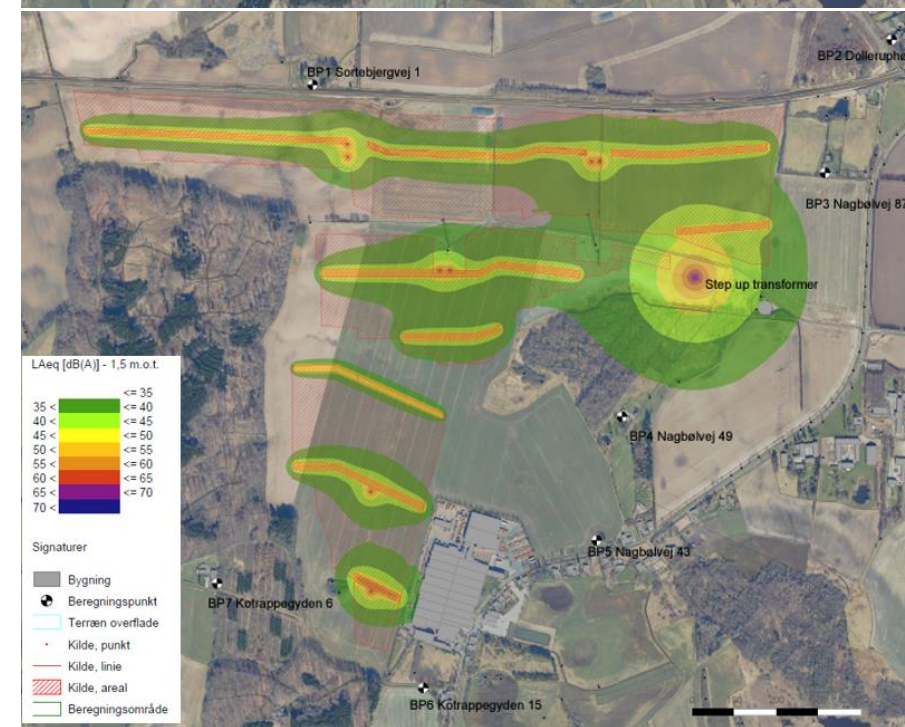 BP1 Sortebjergvej 1
BP2 Dolleruphø
BP3 Nagbølvej 87
Step up transformer
BP4 Nagbølvej 49
BP5 Nagbølvej 43
BP7 Kotrappegyden 6
BP6 Kotrappegyden 15
LAeq [dB(A)] - 1,5 m.o.t.
<= 35
35 < <= 40
40 < <= 45
45 < <= 50
50 < <= 55
55 < <= 60
60 < <= 65
65 < <= 70
70 <
Signaturer
Bygning
Beregningspunkt
Terræn overflade
Kilde, punkt
Kilde, linie
Kilde, areal
Beregningsområde